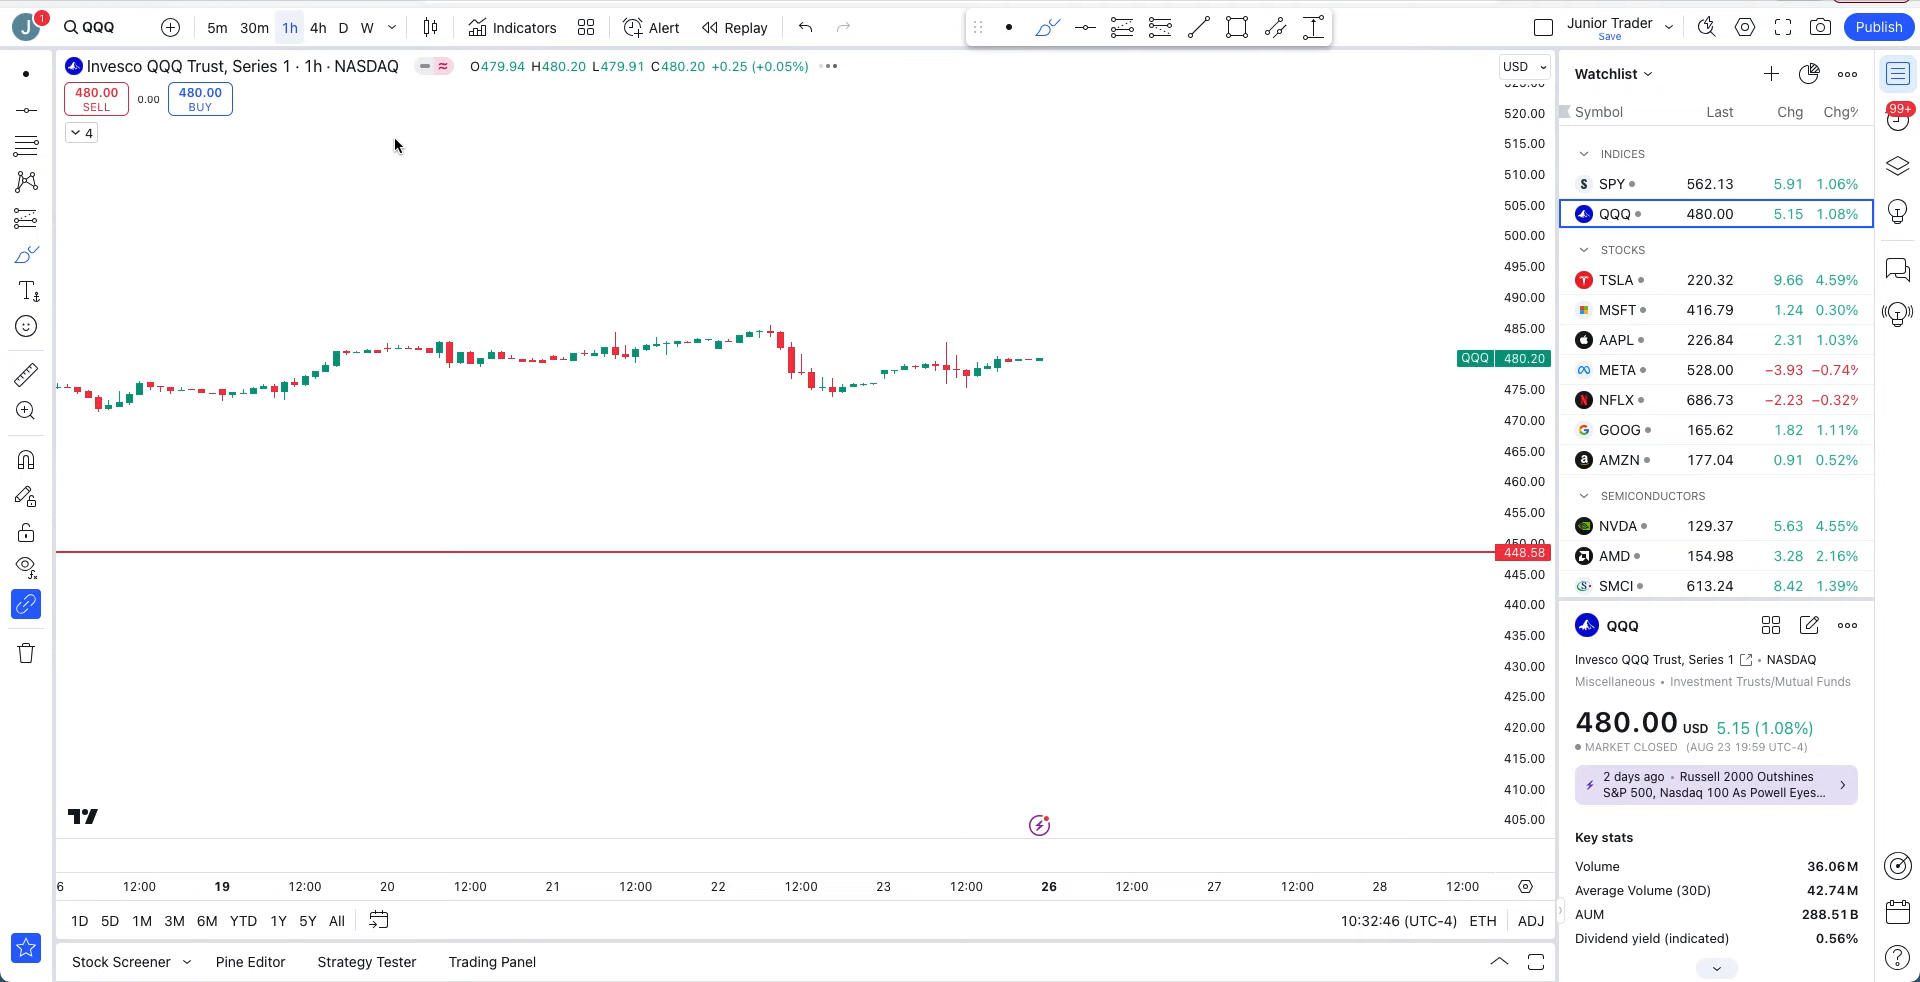 J 1 QQQ 5m 30m 1h 4h D W Indicators Alert Replay Junior Trader Save Publish
Invesco QQQ Trust, Series 1 · 1h · NASDAQ O479.94 H480.20 L479.91 C480.20 +0.25 (+0.05%)
480.00 SELL 0.00 480.00 BUY
4
USD
520.00
515.00
510.00
505.00
500.00
495.00
490.00
485.00
QQQ 480.20
475.00
470.00
465.00
460.00
455.00
450.00
448.58
445.00
440.00
435.00
430.00
425.00
420.00
415.00
410.00
405.00
6 12:00 19 12:00 20 12:00 21 12:00 22 12:00 23 12:00 26 12:00 27 12:00 28 12:00
1D 5D 1M 3M 6M YTD 1Y 5Y All 10:32:46 (UTC-4) ETH ADJ
Stock Screener Pine Editor Strategy Tester Trading Panel
Watchlist
99+
Symbol Last Chg Chg%
INDICES
SPY 562.13 5.91 1.06%
QQQ 480.00 5.15 1.08%
STOCKS
TSLA 220.32 9.66 4.59%
MSFT 416.79 1.24 0.30%
AAPL 226.84 2.31 1.03%
META 528.00 −3.93 −0.74%
NFLX 686.73 −2.23 −0.32%
GOOG 165.62 1.82 1.11%
AMZN 177.04 0.91 0.52%
SEMICONDUCTORS
NVDA 129.37 5.63 4.55%
AMD 154.98 3.28 2.16%
SMCI 613.24 8.42 1.39%
QQQ
Invesco QQQ Trust, Series 1 • NASDAQ
Miscellaneous • Investment Trusts/Mutual Funds
480.00 USD 5.15 (1.08%)
MARKET CLOSED (AUG 23 19:59 UTC-4)
2 days ago • Russell 2000 Outshines
S&P 500, Nasdaq 100 As Powell Eyes...
Key stats
Volume 36.06M
Average Volume (30D) 42.74M
AUM 288.51B
Dividend yield (indicated) 0.56%